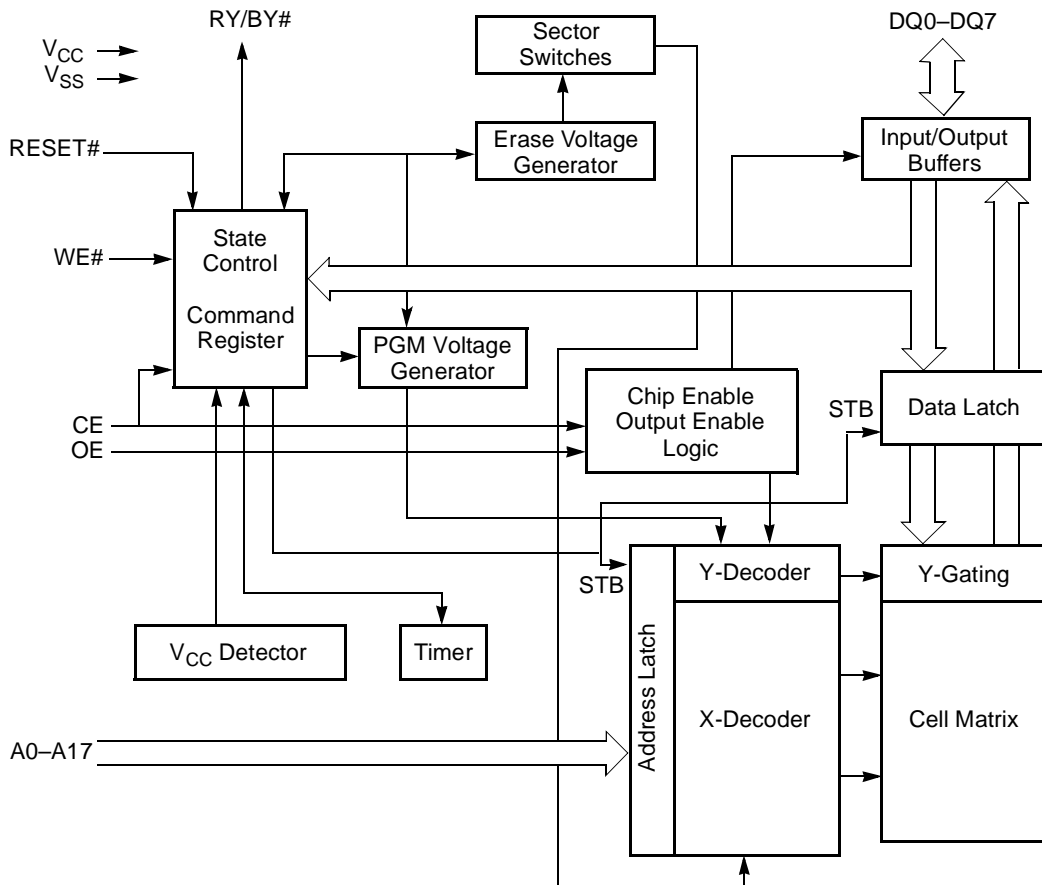 RY/BY#
DQ0–DQ7
Sector
Switches
VCC
VSS
RESET#
Erase Voltage
Generator
Input/Output
Buffers
State
Control
WE#
Command
Register
PGM Voltage
Generator
Chip Enable
Output Enable
Logic
STB
Data Latch
CE
OE
STB
Y-Decoder
Y-Gating
VCC Detector
Timer
Address Latch
X-Decoder
Cell Matrix
A0–A17